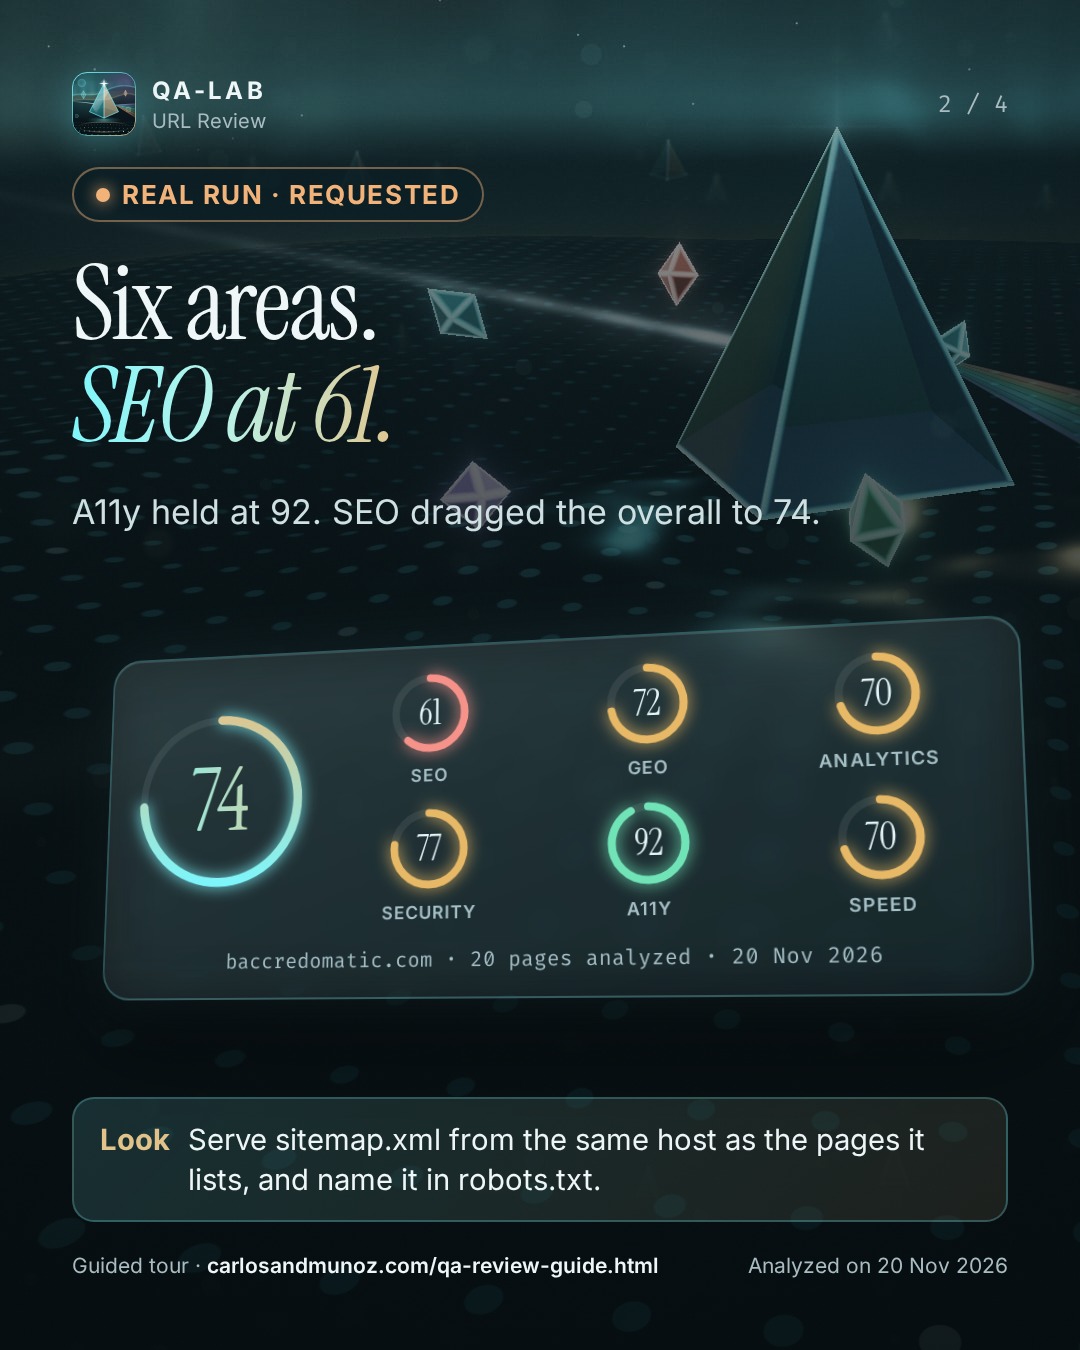 QA-LAB
URL Review
2 / 4
REAL RUN · REQUESTED
Six areas.
SEO at 61.
A11y held at 92. SEO dragged the overall to 74.
74
61
SEO
72
GEO
70
ANALYTICS
77
SECURITY
92
A11Y
70
SPEED
baccredomatic.com · 20 pages analyzed · 20 Nov 2026
Look Serve sitemap.xml from the same host as the pages it
lists, and name it in robots.txt.
Guided tour · carlosandmunoz.com/qa-review-guide.html
Analyzed on 20 Nov 2026